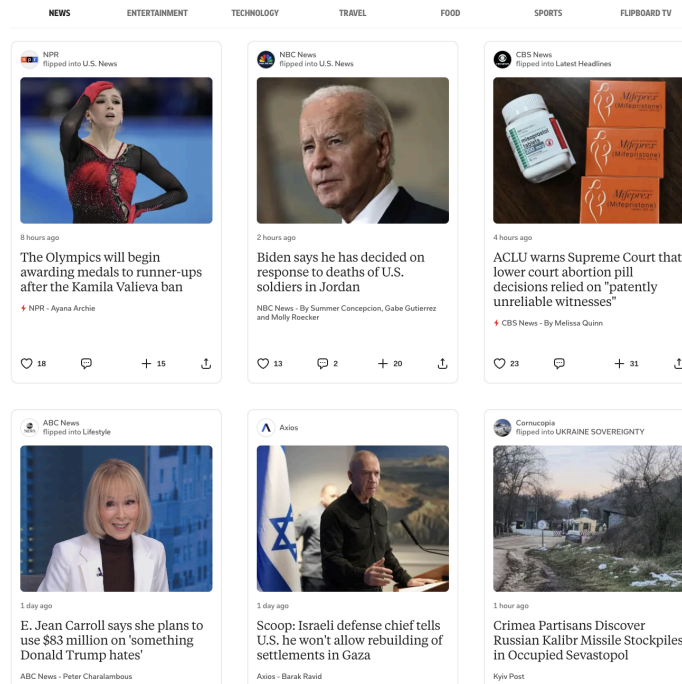 NEWS ENTERTAINMENT TECHNOLOGY TRAVEL FOOD SPORTS FLIPBOARD TV
NPR
flipped into U.S. News
8 hours ago
The Olympics will begin
awarding medals to runner-ups
after the Kamila Valieva ban
NPR - Ayana Archie
18 15
NBC News
flipped into U.S. News
2 hours ago
Biden says he has decided on
response to deaths of U.S.
soldiers in Jordan
NBC News - By Summer Concepcion, Gabe Gutierrez
and Molly Roecker
13 2 20
CBS News
flipped into Latest Headlines
Mifeprex
(Mifepristone)
Mifeprex
(Mifepristone)
Mifeprex
(Mifepristone)
4 hours ago
ACLU warns Supreme Court that
lower court abortion pill
decisions relied on "patently
unreliable witnesses"
CBS News - By Melissa Quinn
23 31
ABC News
flipped into Lifestyle
1 day ago
E. Jean Carroll says she plans to
use $83 million on 'something
Donald Trump hates'
ABC News - Peter Charalambous
Axios
1 day ago
Scoop: Israeli defense chief tells
U.S. he won't allow rebuilding of
settlements in Gaza
Axios - Barak Ravid
Cornucopia
flipped into UKRAINE SOVEREIGNTY
1 hour ago
Crimea Partisans Discover
Russian Kalibr Missile Stockpiles
in Occupied Sevastopol
Kyiv Post